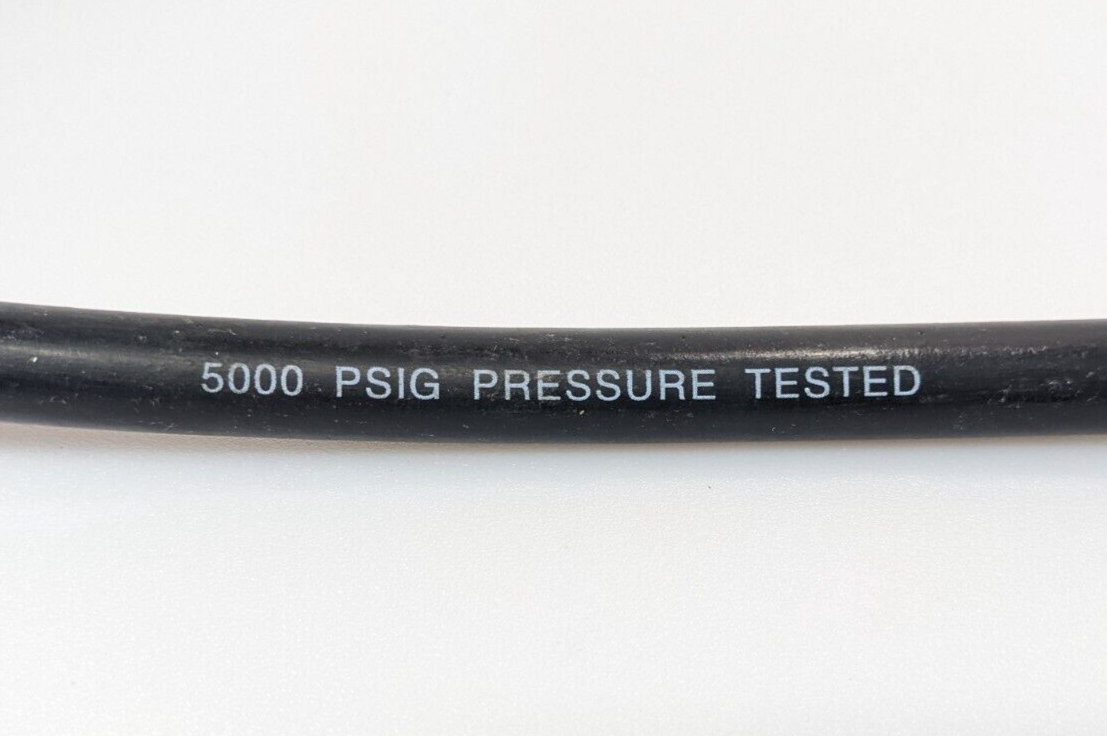 5000 PSIG PRESSURE TESTED